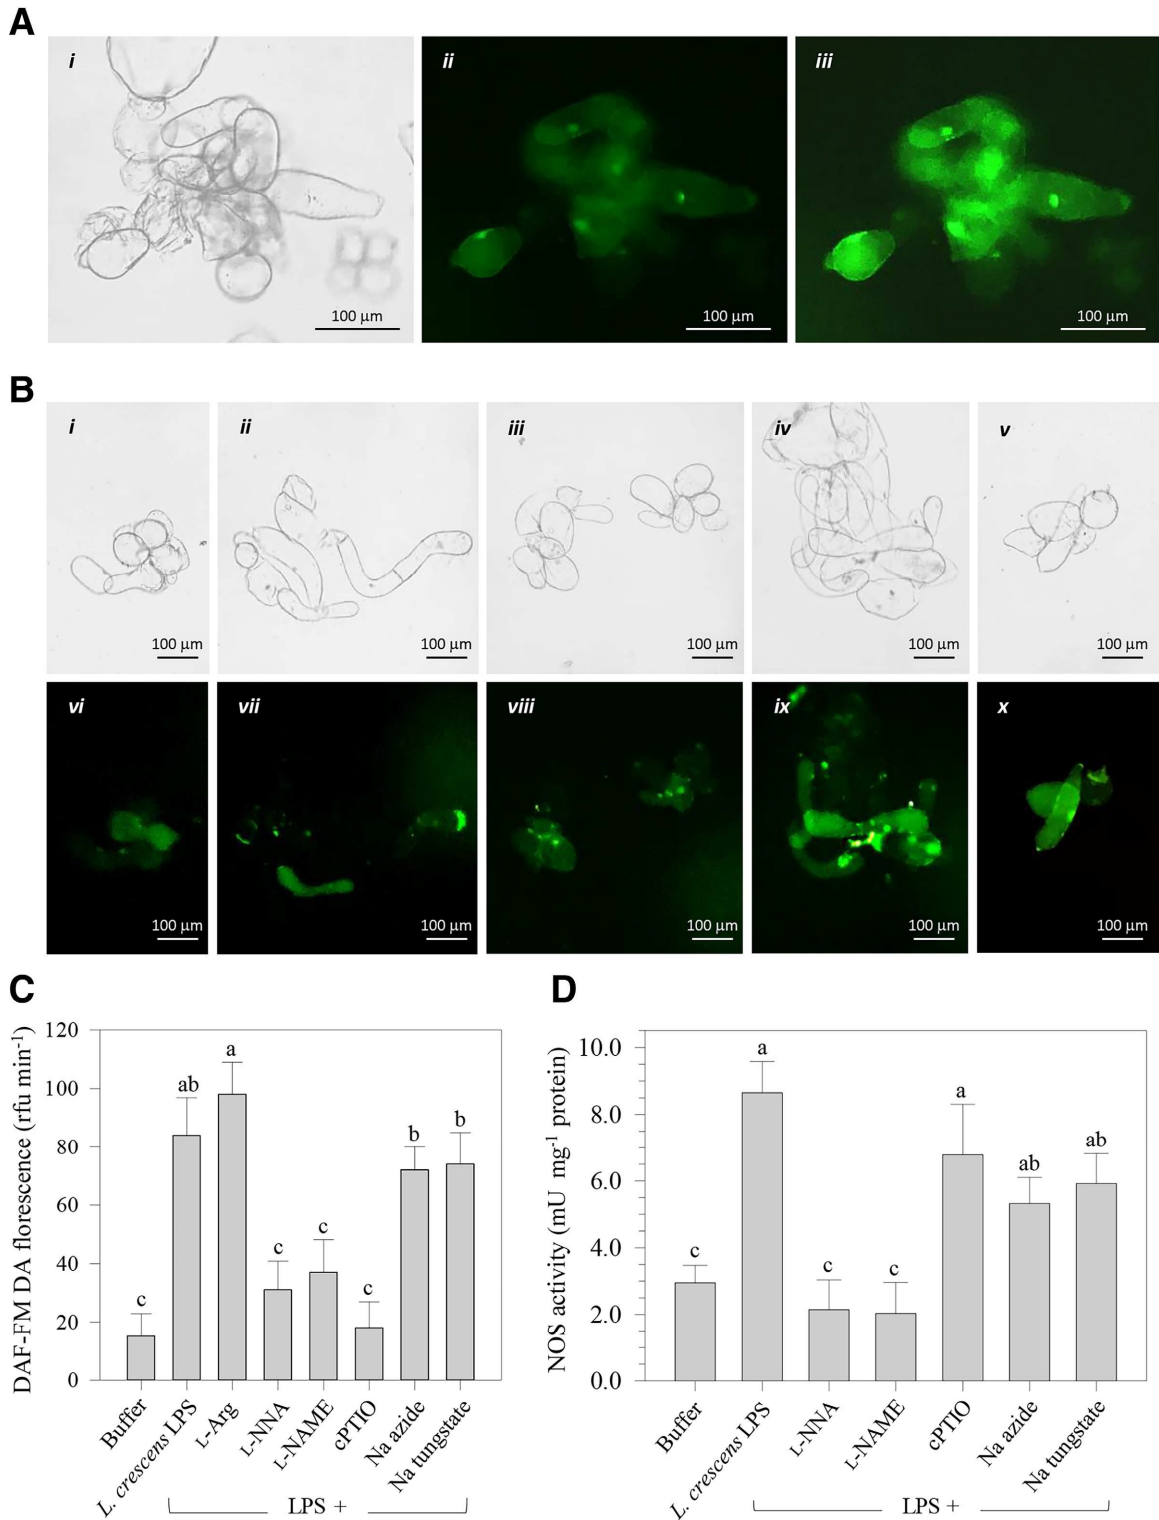 A
i
ii
iii
100 µm
100 µm
100 µm
B
i
ii
iii
iv
v
100 µm
100 µm
100 µm
100 µm
100 µm
vi
vii
viii
ix
x
100 µm
100 µm
100 µm
100 µm
100 µm
C
DAF-FM DA florescence (rfu min⁻¹)
120
100
80
60
40
20
0
c
ab
a
c
c
c
b
b
Buffer
L. crescens LPS
L-Arg
L-NNA
L-NAME
cPTIO
Na azide
Na tungstate
LPS +
D
NOS activity (mU mg⁻¹ protein)
10.0
8.0
6.0
4.0
2.0
0.0
c
a
c
c
a
ab
ab
Buffer
L. crescens LPS
L-NNA
L-NAME
cPTIO
Na azide
Na tungstate
LPS +